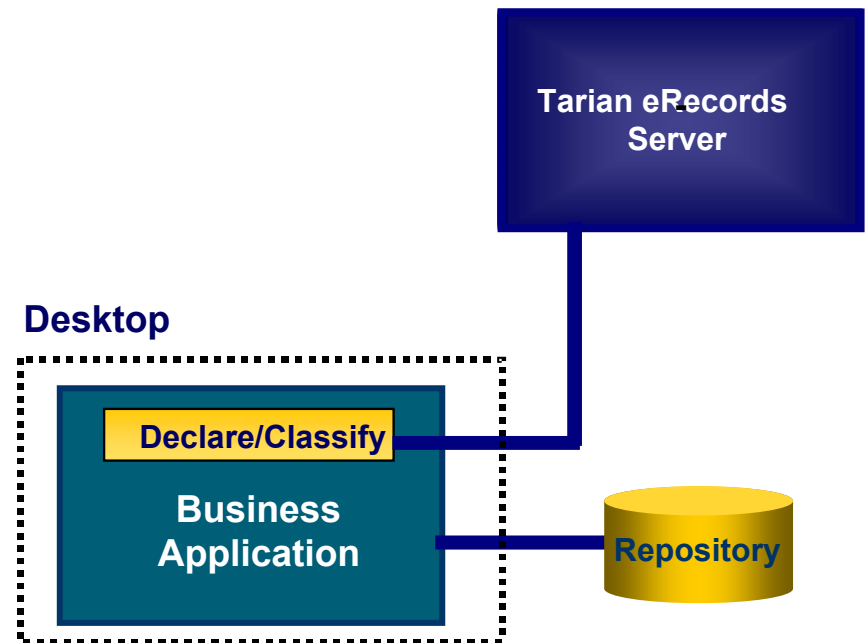 Tarian eRecords
Server
Desktop
Declare/Classify
Business
Application
Repository